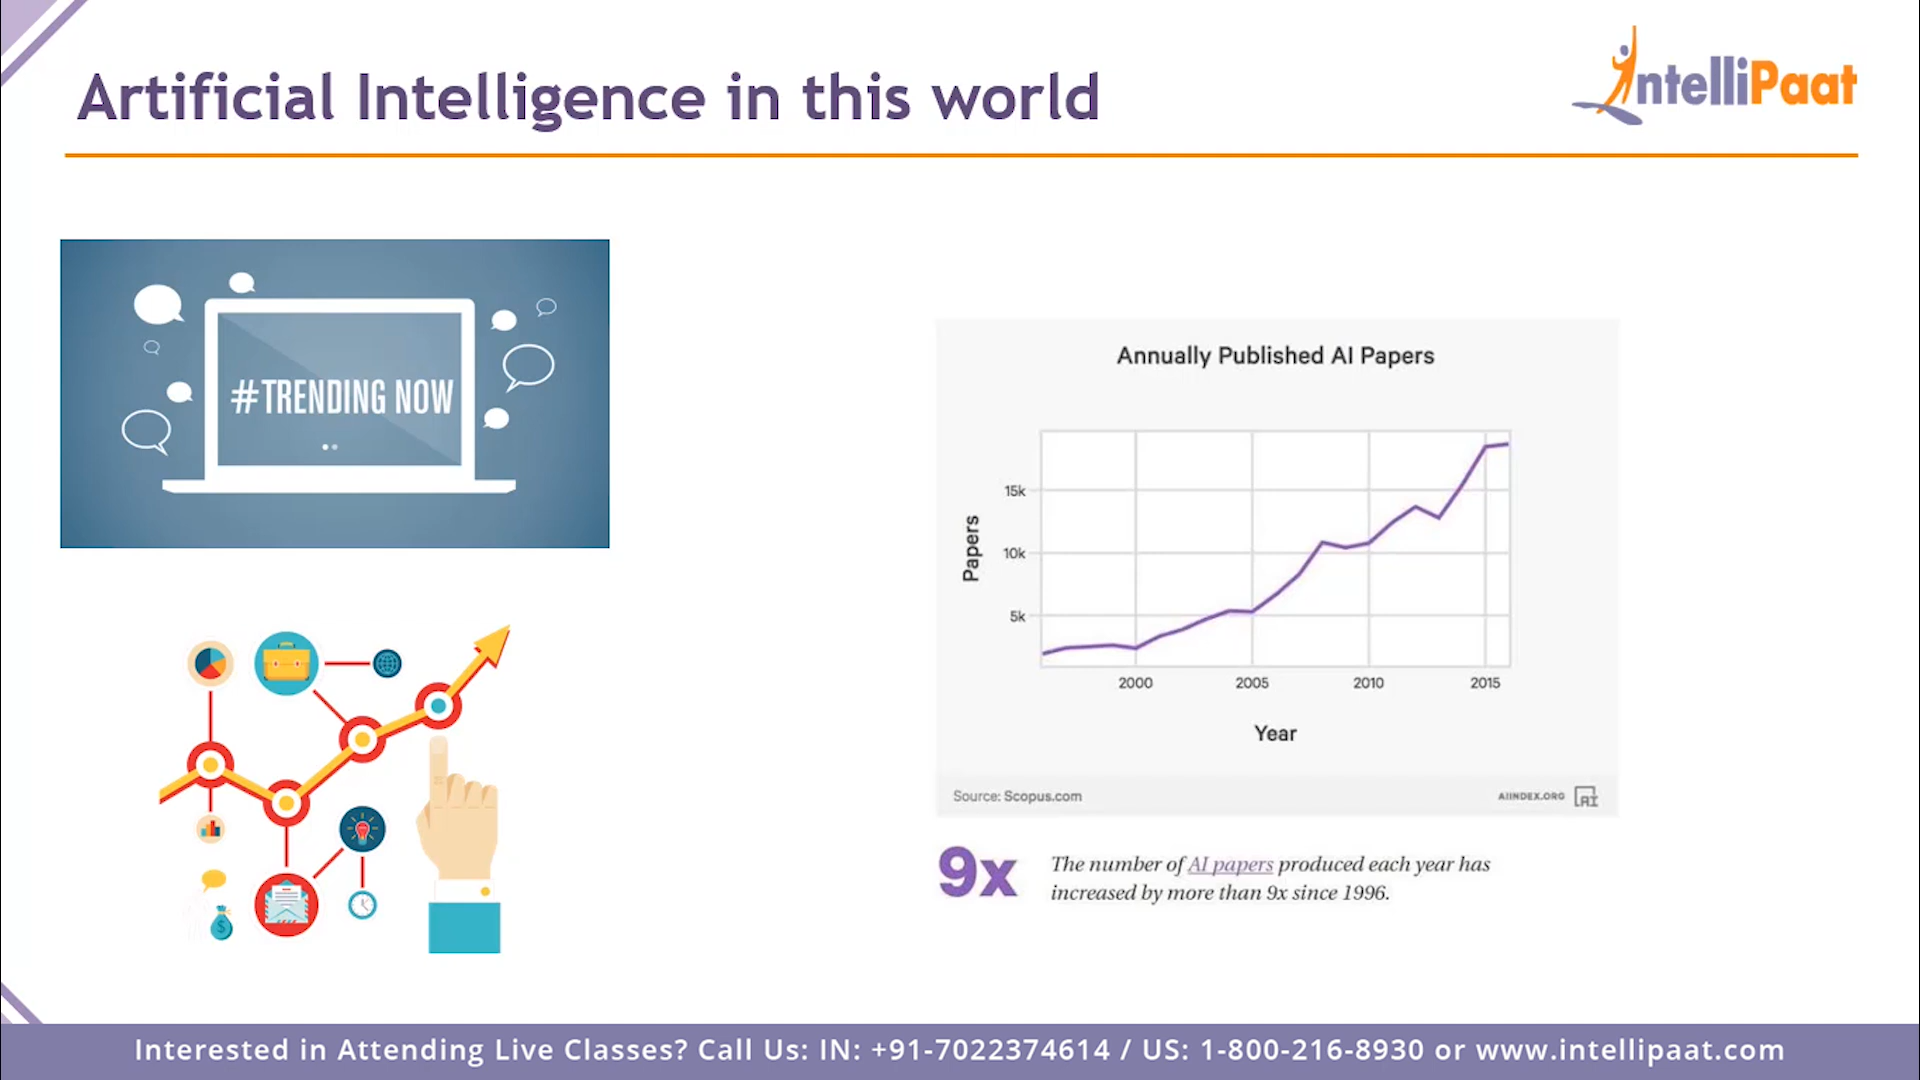 Artificial Intelligence in this world
IntelliPaat
#TRENDING NOW
Annually Published AI Papers
15k
10k
5k
Papers
2000 2005 2010 2015
Year
Source: Scopus.com
AIINDEX.ORG AI
9x
The number of AI papers produced each year has
increased by more than 9x since 1996.
$
Interested in Attending Live Classes? Call Us: IN: +91-7022374614 / US: 1-800-216-8930 or www.intellipaat.com